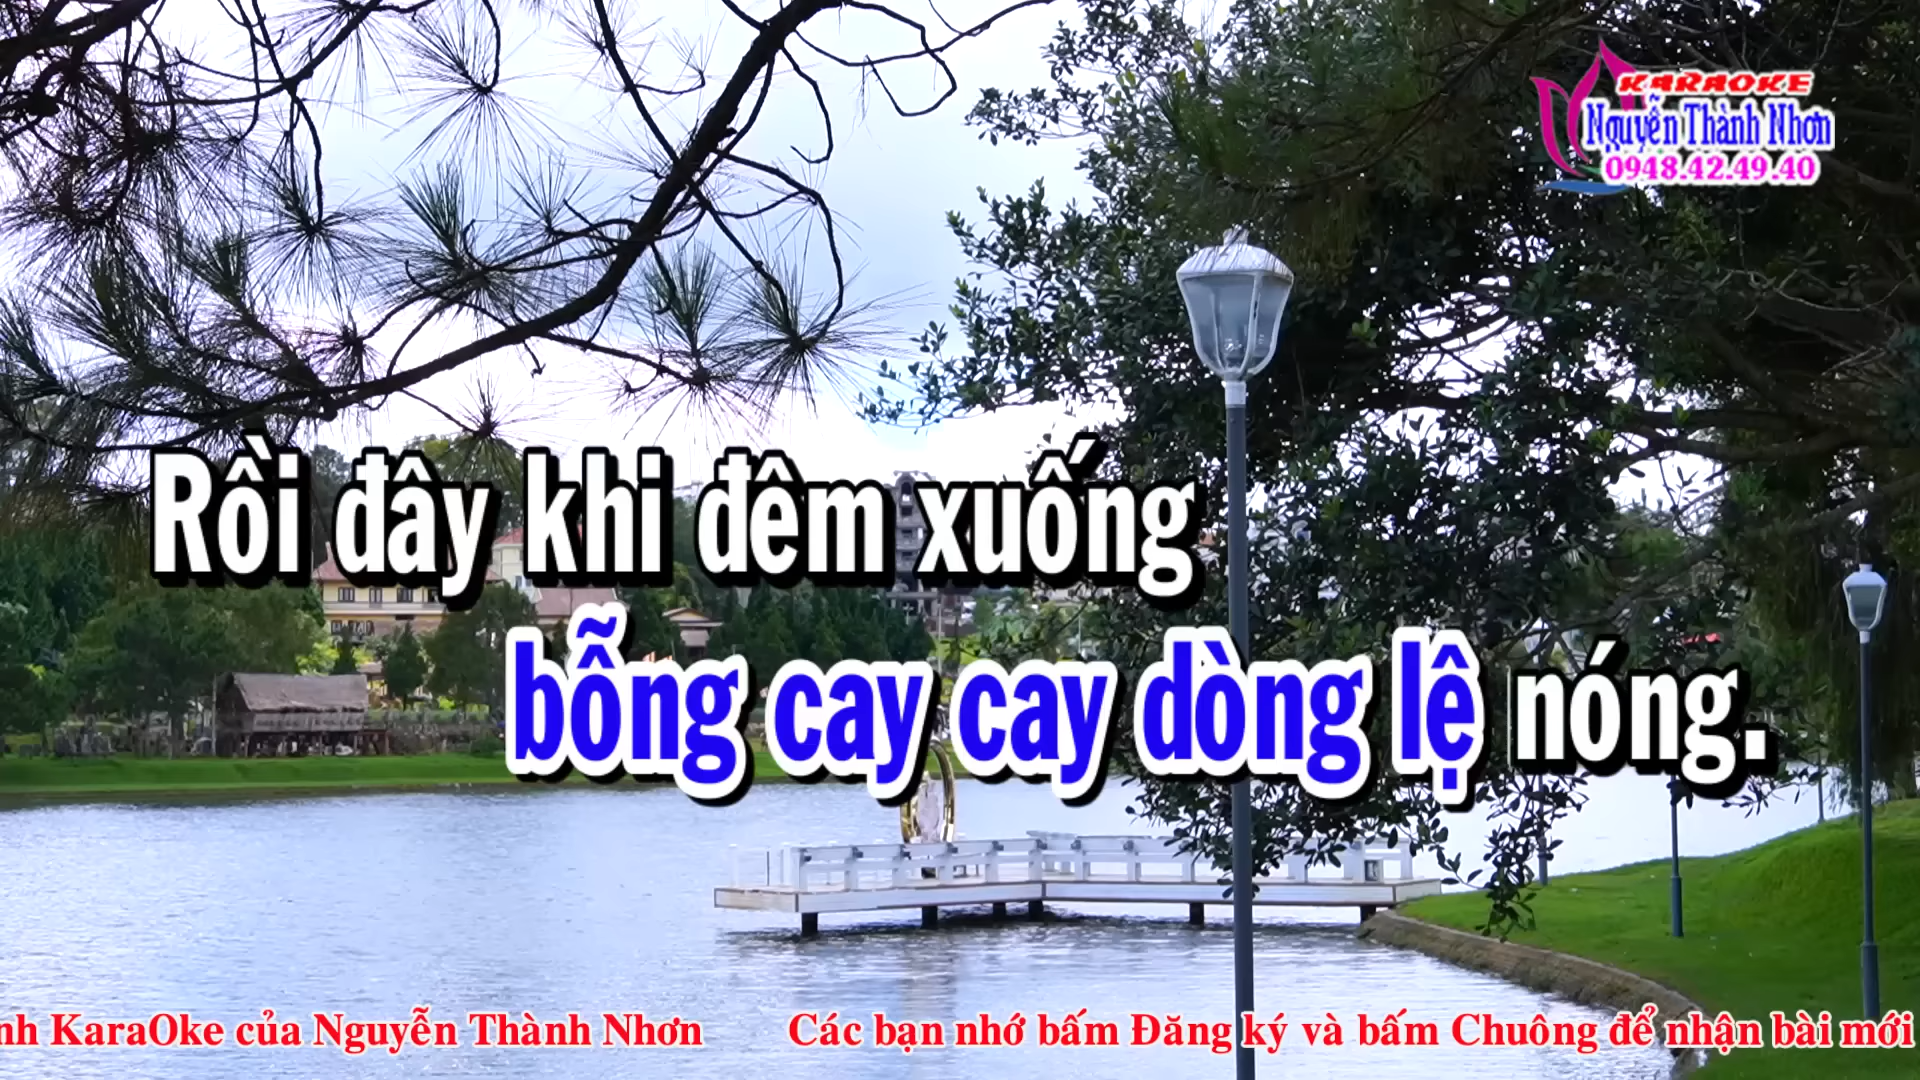 KARAOKE
Nguyễn Thành Nhơn
0948.42.49.40
Rồi đây khi đêm xuống
bỗng cay cay dòng lệ nóng.
nh KaraOke của Nguyễn Thành Nhơn Các bạn nhớ bấm Đăng ký và bấm Chuông để nhận bài mới